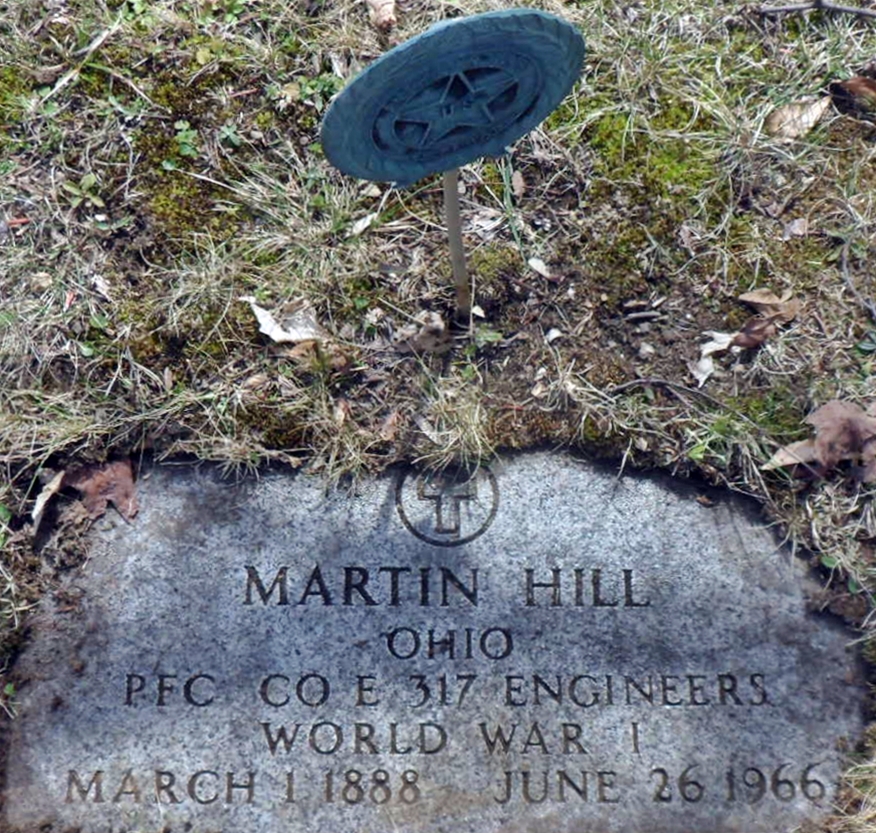 U S
MARTIN HILL
OHIO
PFC CO E 317 ENGINEERS
WORLD WAR I
MARCH 1 1888 JUNE 26 1966